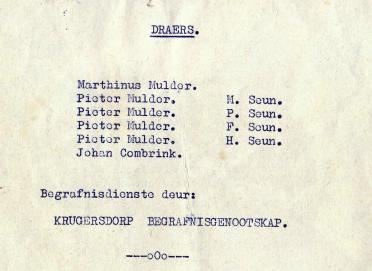 DRAERS.
Marthinus Mulder.
Pieter Mulder. M. Seun.
Pieter Mulder. P. Seun.
Pieter Mulder. F. Seun.
Pieter Mulder. H. Seun.
Johan Combrink.
Begrafnisdienste deur:
KRUGERSDORP BEGRAFNISGENOOTSKAP.
---oOo---